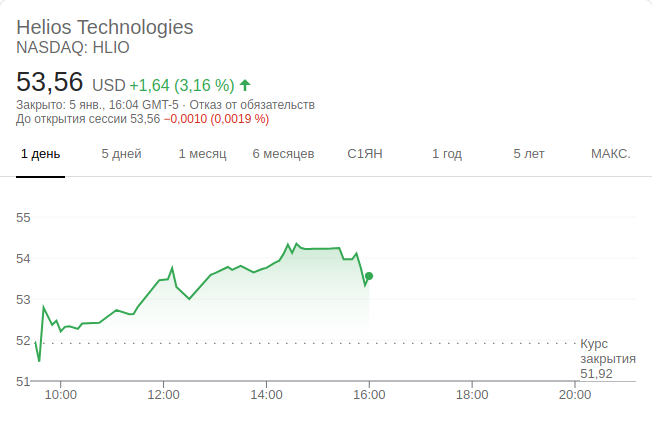 Helios Technologies
NASDAQ: HLIO
53,56 USD +1,64 (3,16 %)
Закрыто: 5 янв., 16:04 GMT-5 · Отказ от обязательств
До открытия сессии 53,56 −0,0010 (0,0019 %)
1 день 5 дней 1 месяц 6 месяцев С1ЯН 1 год 5 лет МАКС.
55
54
53
52
Курс
закрытия
51,92
51
10:00 12:00 14:00 16:00 18:00 20:00